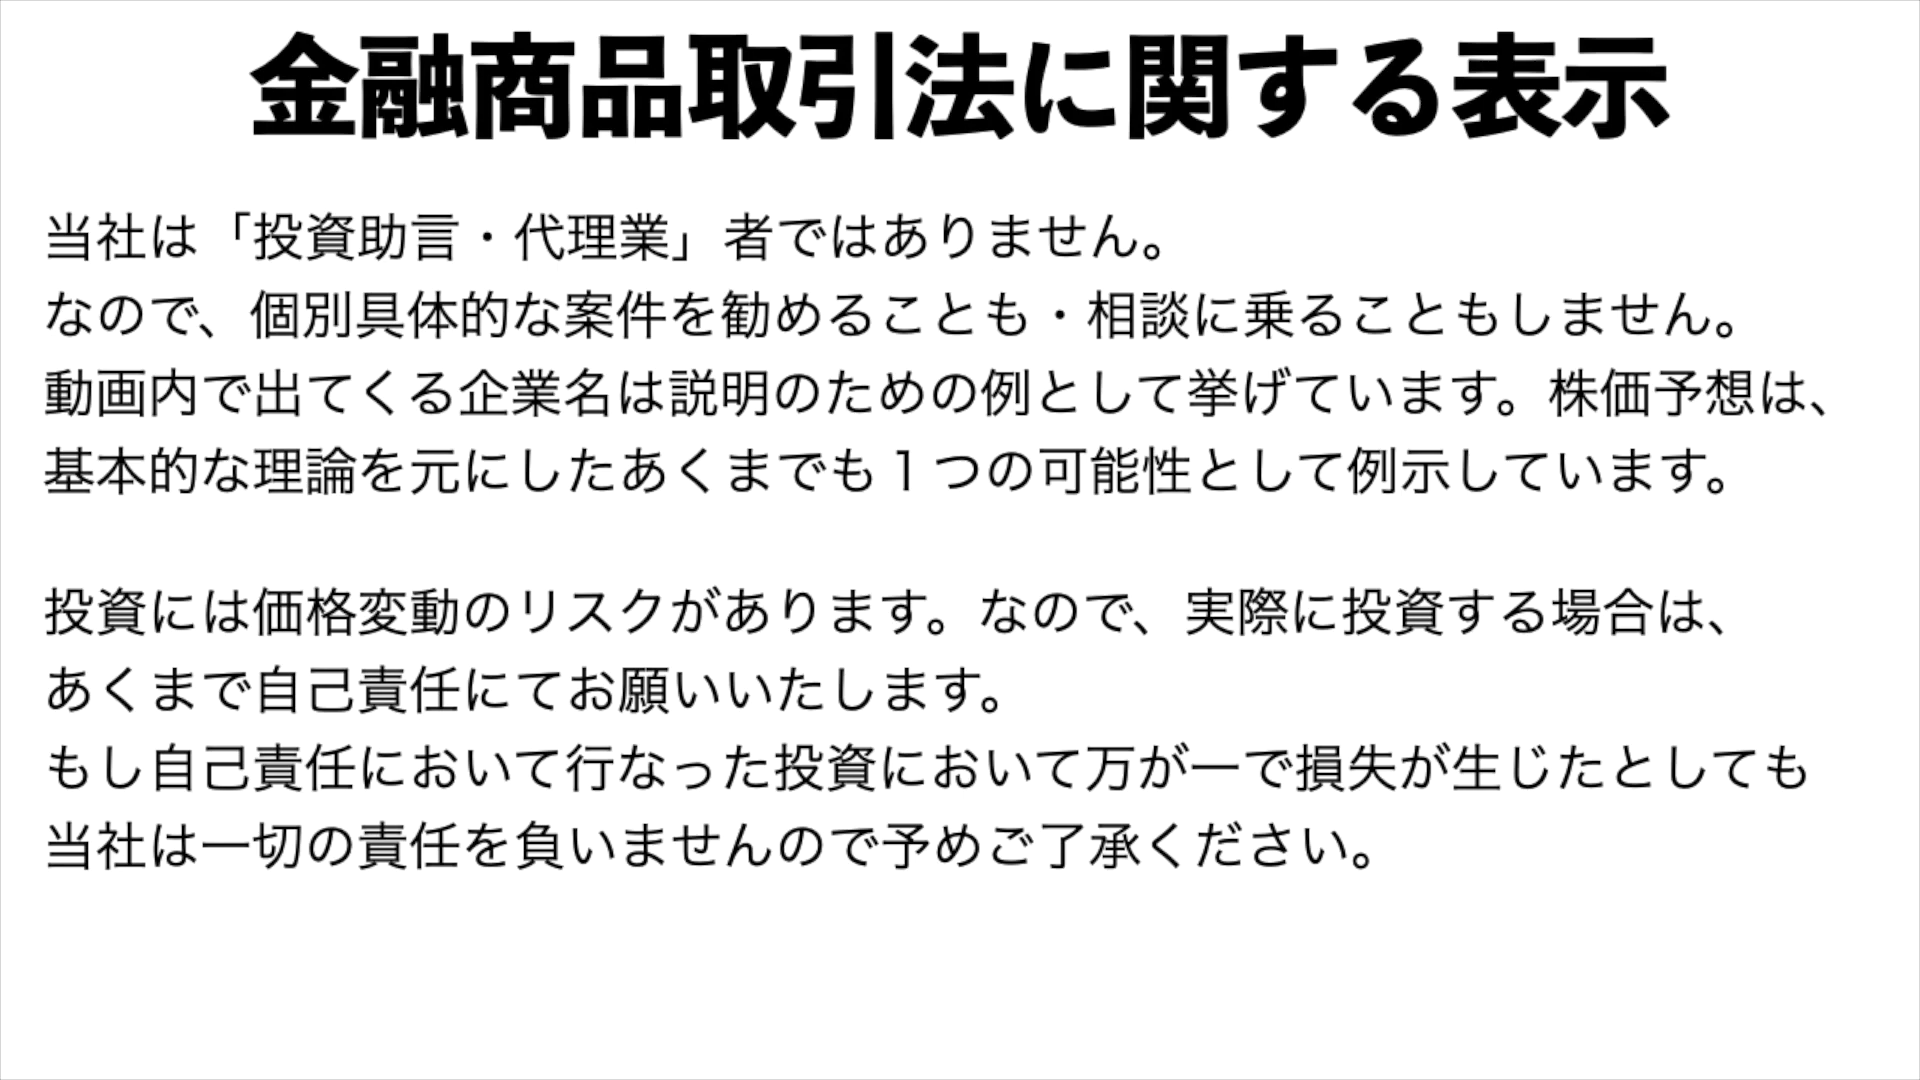 金融商品取引法に関する表示
当社は「投資助言・代理業」者ではありません。
なので、個別具体的な案件を勧めることも・相談に乗ることもしません。
動画内で出てくる企業名は説明のための例として挙げています。株価予想は、
基本的な理論を元にしたあくまでも１つの可能性として例示しています。
投資には価格変動のリスクがあります。なので、実際に投資する場合は、
あくまで自己責任にてお願いいたします。
もし自己責任において行なった投資において万が一で損失が生じたとしても
当社は一切の責任を負いませんので予めご了承ください。